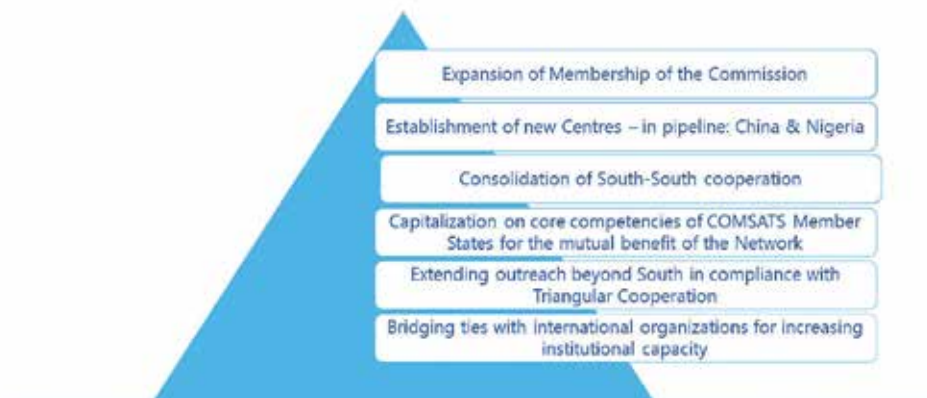 Expansion of Membership of the Commission
Establishment of new Centres – in pipeline: China & Nigeria
Consolidation of South-South cooperation
Capitalization on core competencies of COMSATS Member
States for the mutual benefit of the Network
Extending outreach beyond South in compliance with
Triangular Cooperation
Bridging ties with international organizations for increasing
institutional capacity